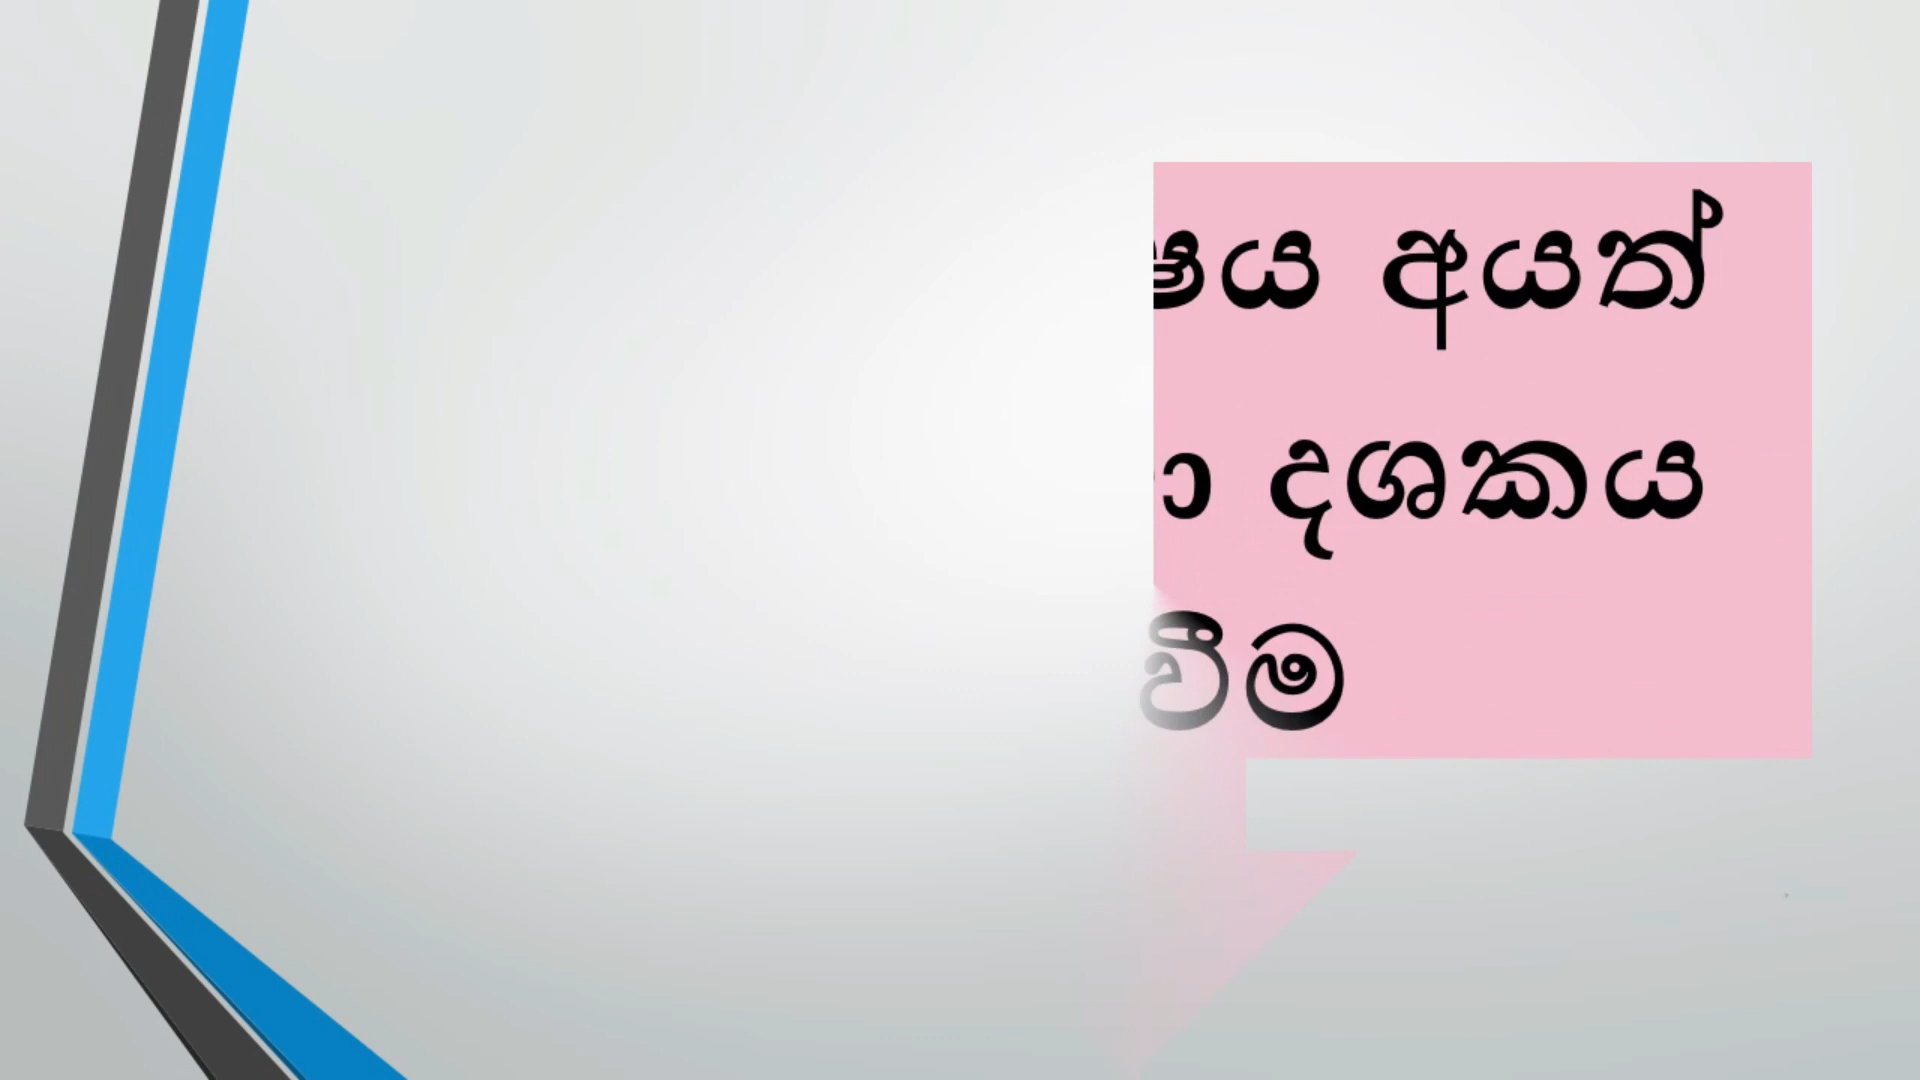 ෂය අයත්
ා දශකය
වීම